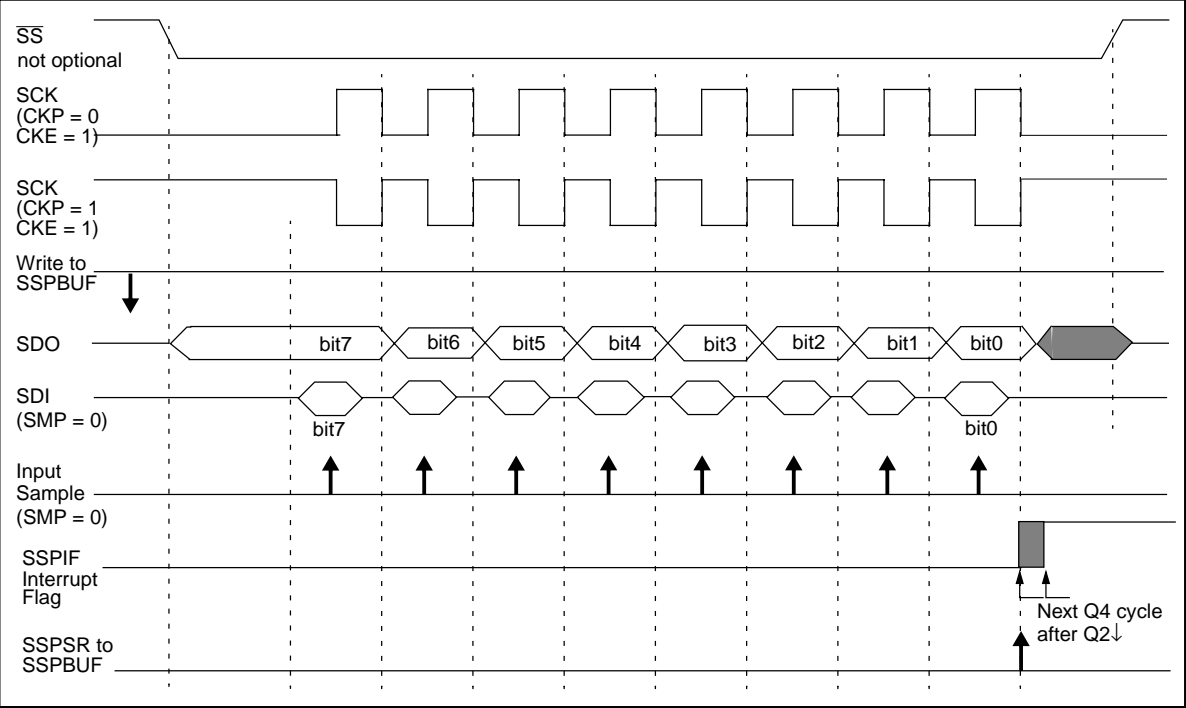 SS
not optional
SCK
(CKP = 0
CKE = 1)
SCK
(CKP = 1
CKE = 1)
Write to
SSPBUF
SDO
bit7 bit6 bit5 bit4 bit3 bit2 bit1 bit0
SDI
(SMP = 0)
bit7 bit0
Input
Sample
(SMP = 0)
SSPIF
Interrupt
Flag
Next Q4 cycle
after Q2↓
SSPSR to
SSPBUF